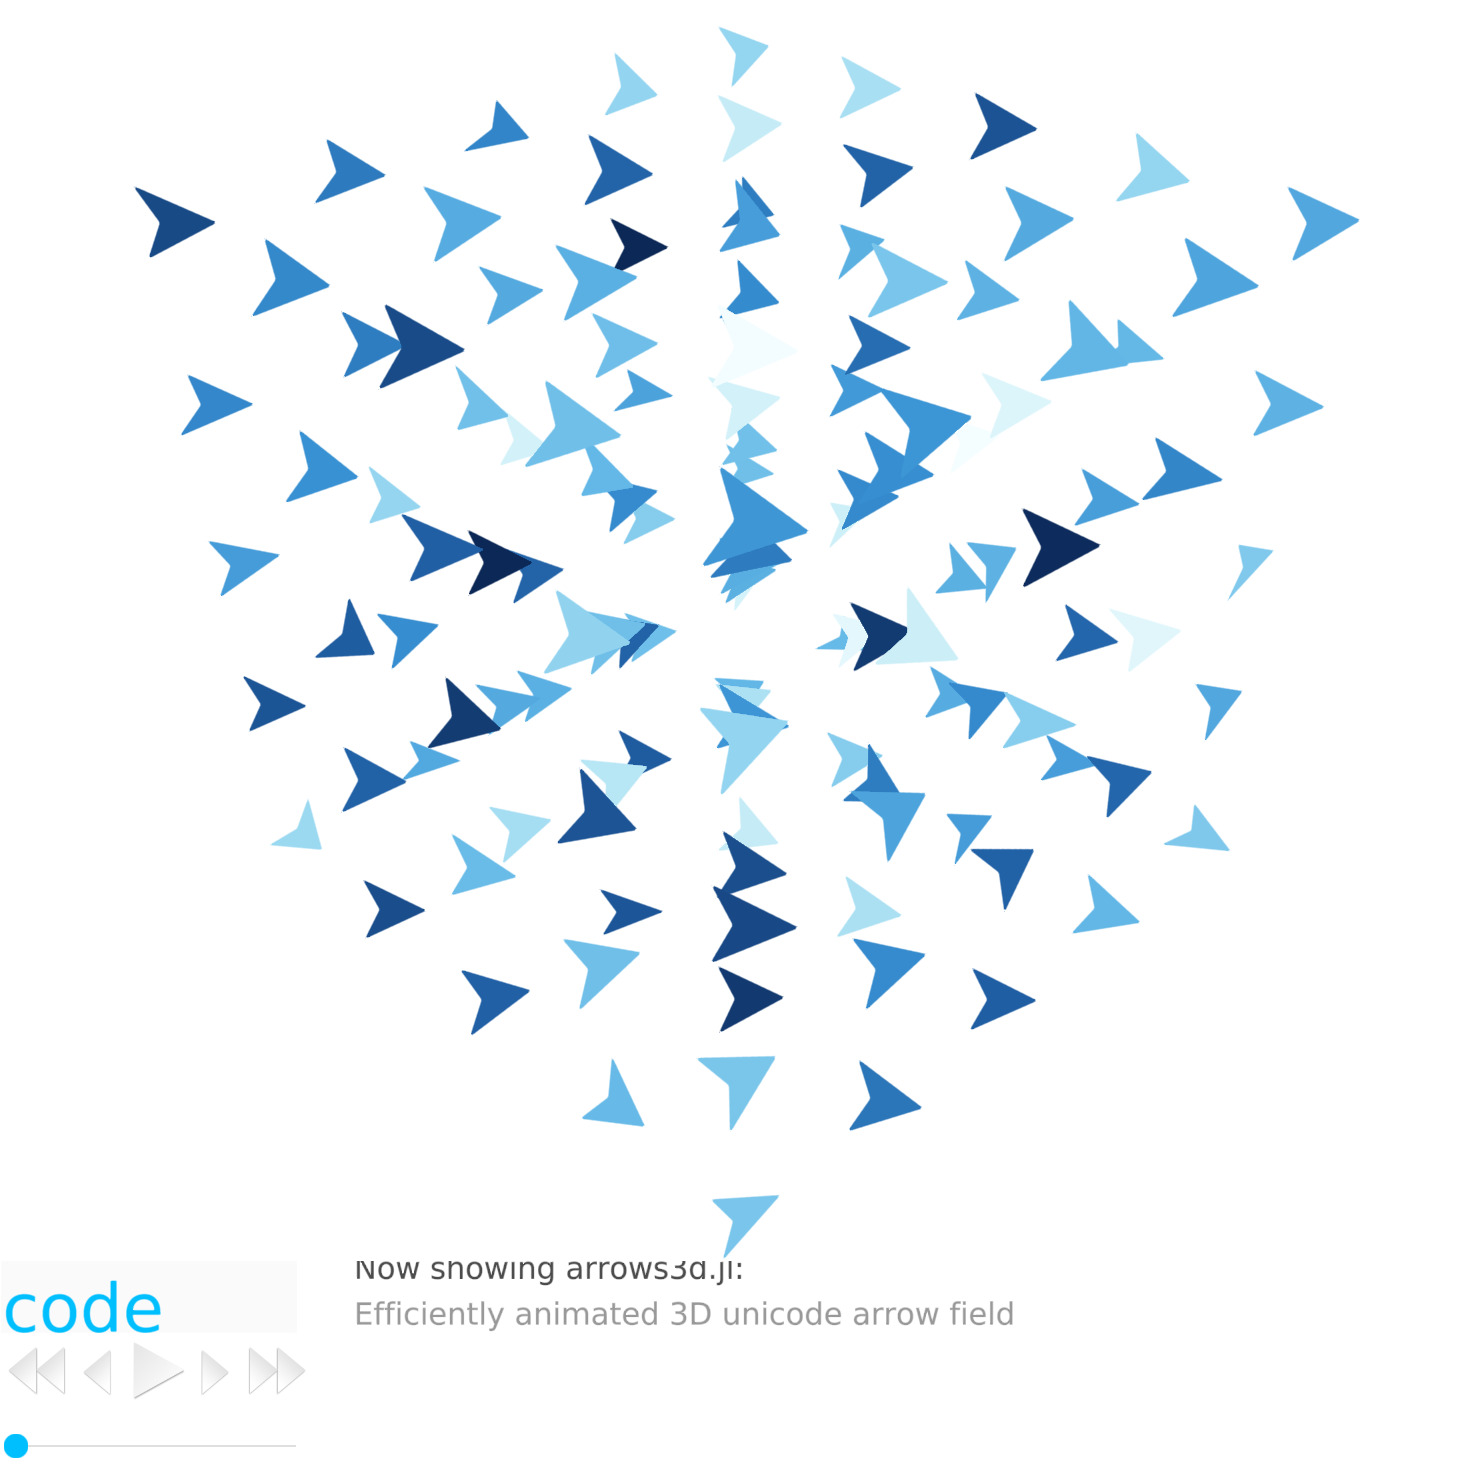 Now showing arrows3d.jl:
code
Efficiently animated 3D unicode arrow field